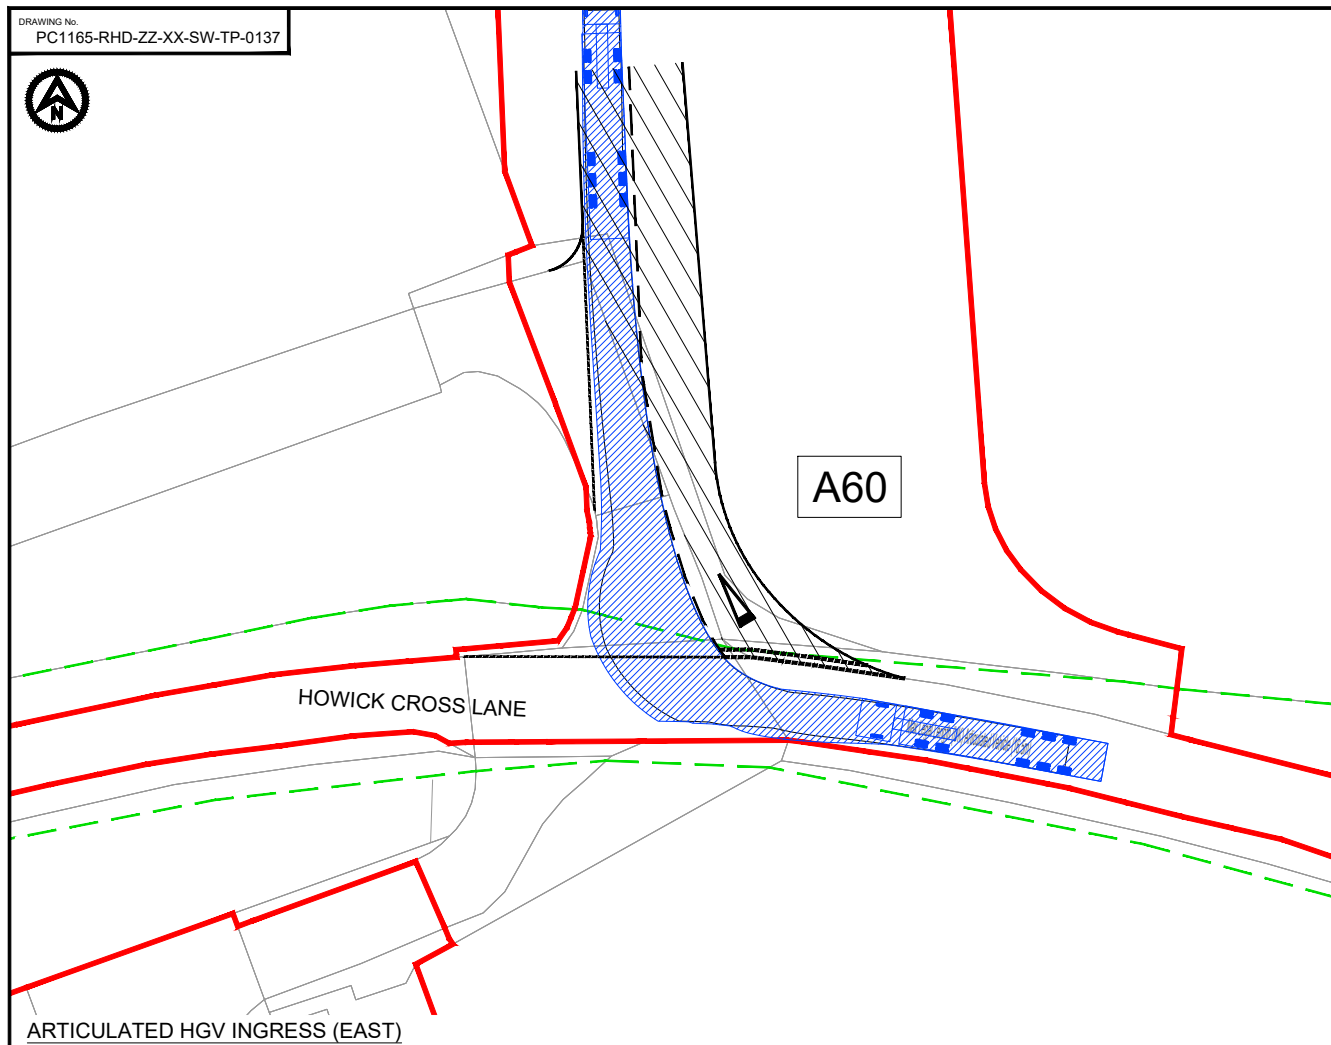 DRAWING No.
PC1165-RHD-ZZ-XX-SW-TP-0137
N
A60
HOWICK CROSS LANE
ARTICULATED HGV INGRESS (EAST)